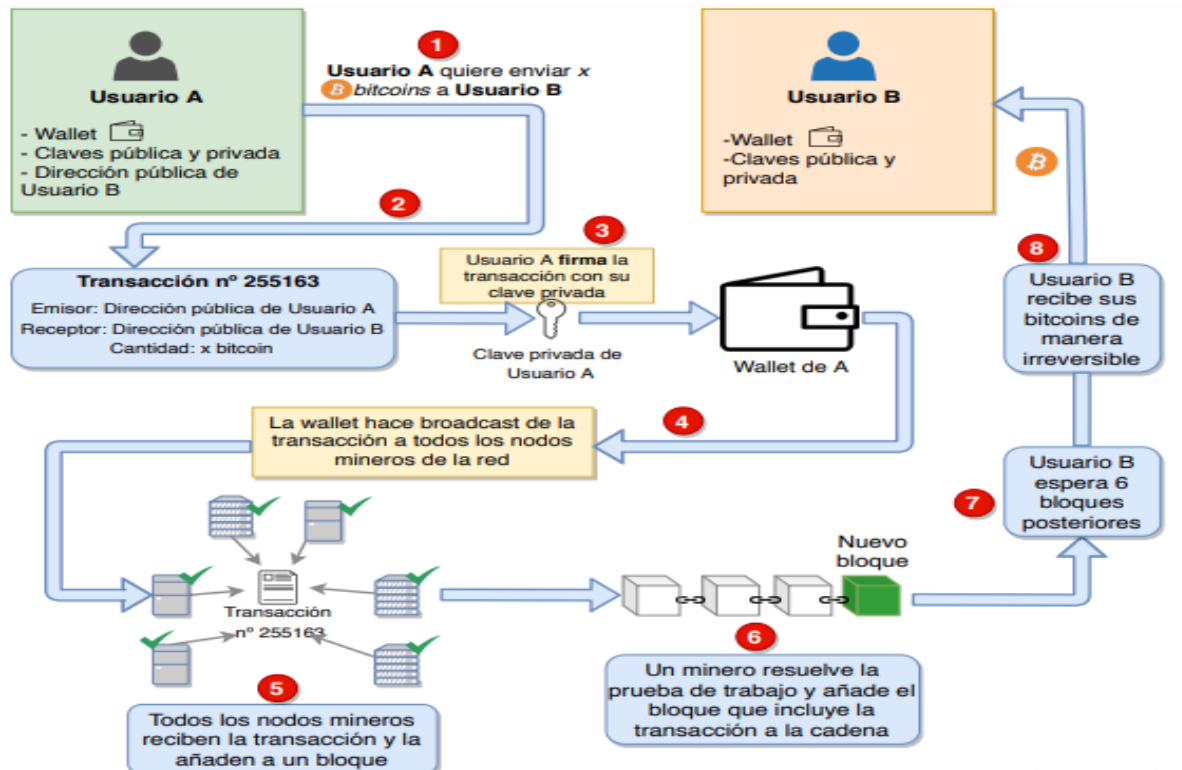 1
Usuario A quiere enviar x
bitcoins a Usuario B
Usuario A
- Wallet
- Claves pública y privada
- Dirección pública de
Usuario B
Usuario B
-Wallet
-Claves pública y
privada
2
Transacción nº 255163
Emisor: Dirección pública de Usuario A
Receptor: Dirección pública de Usuario B
Cantidad: x bitcoin
3
Usuario A firma la
transacción con su
clave privada
Clave privada de
Usuario A
Wallet de A
4
La wallet hace broadcast de la
transacción a todos los nodos
mineros de la red
Transacción
nº 255163
5
Todos los nodos mineros
reciben la transacción y la
añaden a un bloque
Nuevo
bloque
6
Un minero resuelve la
prueba de trabajo y añade el
bloque que incluye la
transacción a la cadena
7
Usuario B
espera 6
bloques
posteriores
8
Usuario B
recibe sus
bitcoins de
manera
irreversible